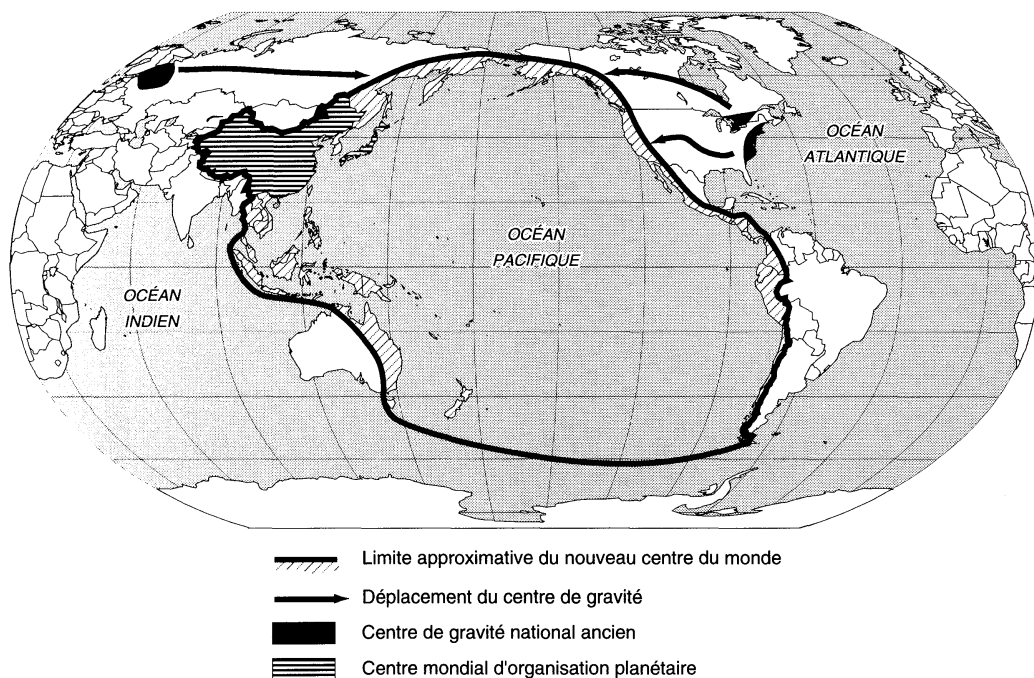 OCÉAN
ATLANTIQUE
OCÉAN
PACIFIQUE
OCÉAN
INDIEN
Limite approximative du nouveau centre du monde
Déplacement du centre de gravité
Centre de gravité national ancien
Centre mondial d'organisation planétaire